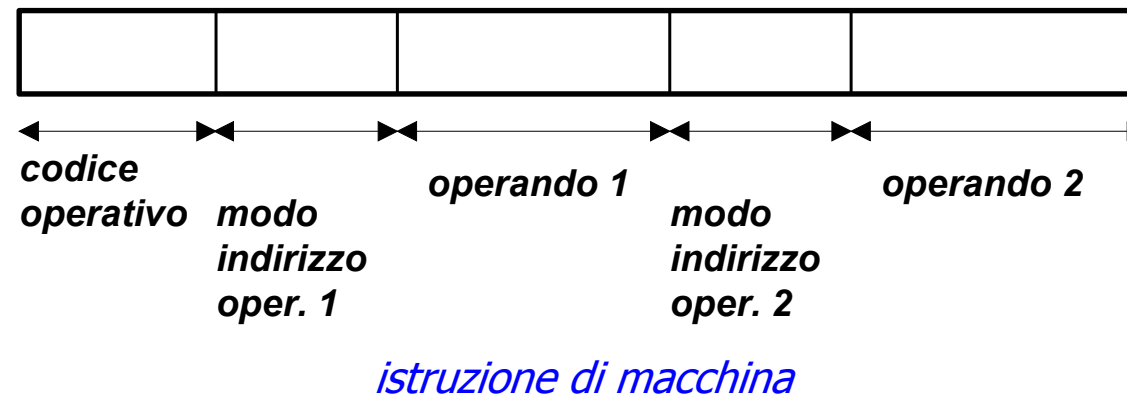 codice
operativo
modo
indirizzo
oper. 1
operando 1
modo
indirizzo
oper. 2
operando 2
istruzione di macchina